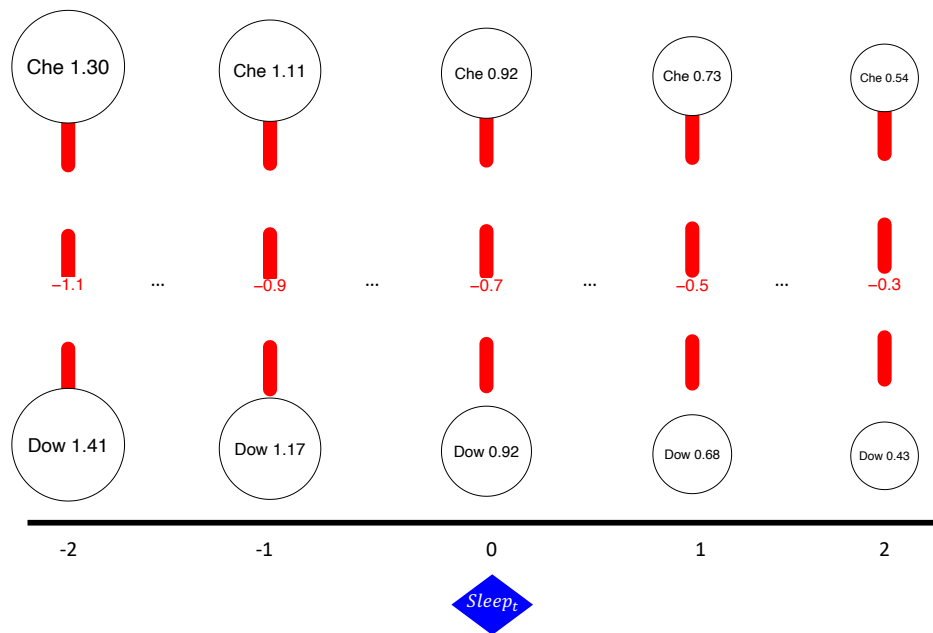 Che 1.30 Che 1.11 Che 0.92 Che 0.73 Che 0.54
−1.1 ... −0.9 ... −0.7 ... −0.5 ... −0.3
Dow 1.41 Dow 1.17 Dow 0.92 Dow 0.68 Dow 0.43
-2 -1 0 1 2
Sleepₜ